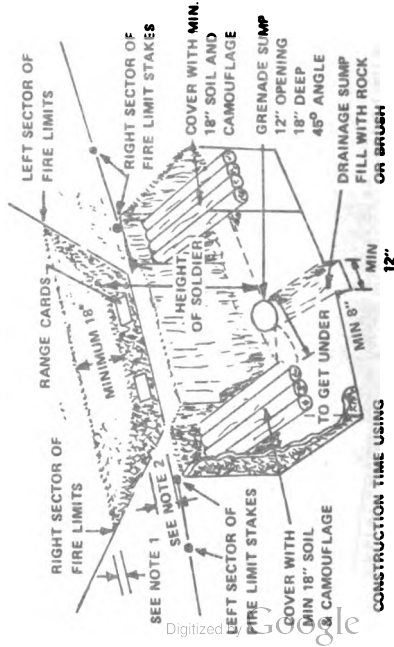 LEFT SECTOR OF
FIRE LIMITS
RANGE CARDS
RIGHT SECTOR OF
FIRE LIMITS
MINIMUM 18"
RIGHT SECTOR OF
FIRE LIMIT STAKES
SEE NOTE 1
SEE NOTE 2
HEIGHT
OF SOLDIER
COVER WITH MIN.
18" SOIL AND
CAMOUFLAGE
LEFT SECTOR OF
FIRE LIMIT STAKES
GRENADE SUMP
12" OPENING
18" DEEP
45° ANGLE
COVER WITH
MIN 18" SOIL
& CAMOUFLAGE
TO GET UNDER
MIN 8"
MIN
12"
DRAINAGE SUMP
FILL WITH ROCK
OR BRUSH
CONSTRUCTION TIME USING
Digitized by Google